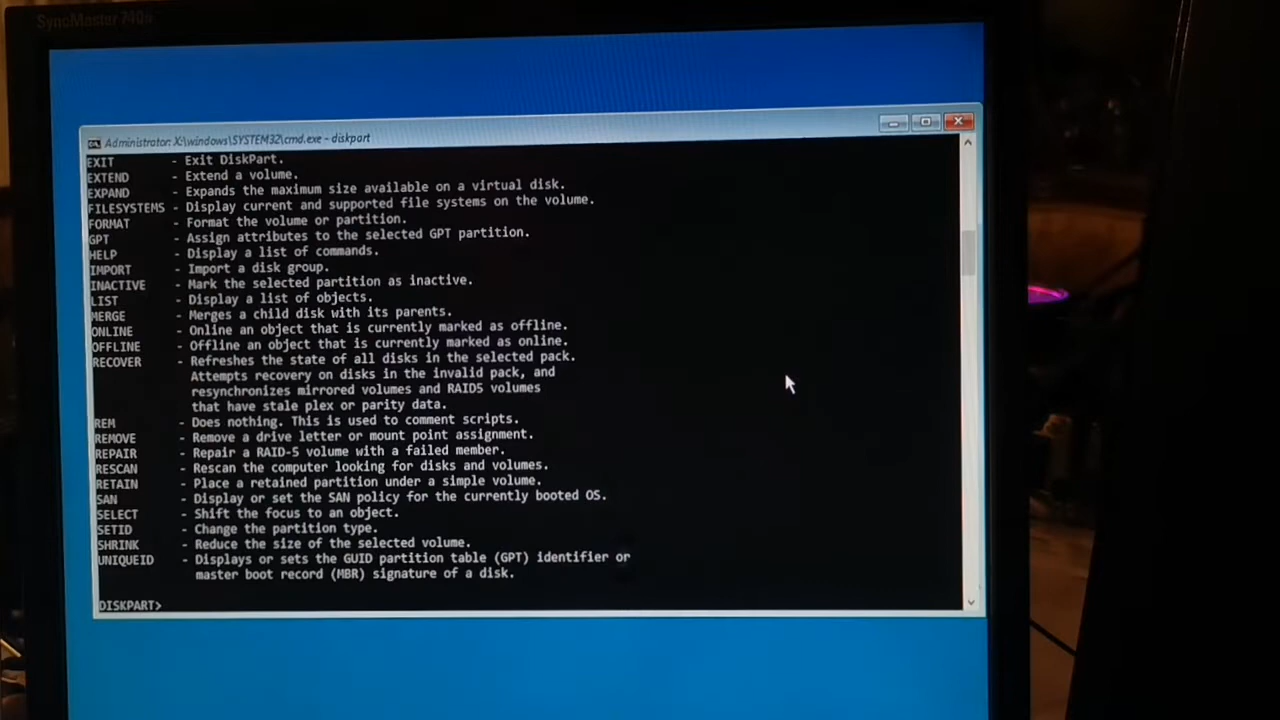 SyncMaster 740n
Administrator: X:\windows\SYSTEM32\cmd.exe - diskpart
EXIT - Exit DiskPart.
EXTEND - Extend a volume.
EXPAND - Expands the maximum size available on a virtual disk.
FILESYSTEMS - Display current and supported file systems on the volume.
FORMAT - Format the volume or partition.
GPT - Assign attributes to the selected GPT partition.
HELP - Display a list of commands.
IMPORT - Import a disk group.
INACTIVE - Mark the selected partition as inactive.
LIST - Display a list of objects.
MERGE - Merges a child disk with its parents.
ONLINE - Online an object that is currently marked as offline.
OFFLINE - Offline an object that is currently marked as online.
RECOVER - Refreshes the state of all disks in the selected pack.
Attempts recovery on disks in the invalid pack, and
resynchronizes mirrored volumes and RAID5 volumes
that have stale plex or parity data.
REM - Does nothing. This is used to comment scripts.
REMOVE - Remove a drive letter or mount point assignment.
REPAIR - Repair a RAID-5 volume with a failed member.
RESCAN - Rescan the computer looking for disks and volumes.
RETAIN - Place a retained partition under a simple volume.
SAN - Display or set the SAN policy for the currently booted OS.
SELECT - Shift the focus to an object.
SETID - Change the partition type.
SHRINK - Reduce the size of the selected volume.
UNIQUEID - Displays or sets the GUID partition table (GPT) identifier or
master boot record (MBR) signature of a disk.
DISKPART>